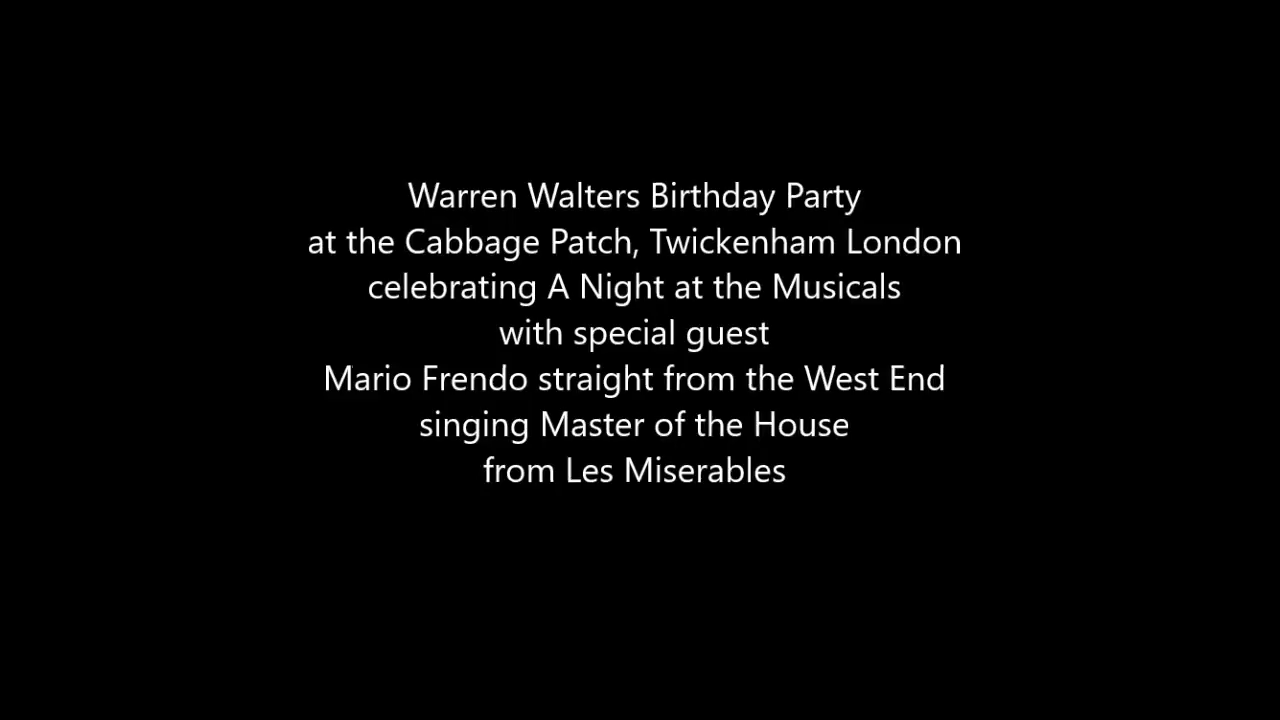 Warren Walters Birthday Party
at the Cabbage Patch, Twickenham London
celebrating A Night at the Musicals
with special guest
Mario Frendo straight from the West End
singing Master of the House
from Les Miserables